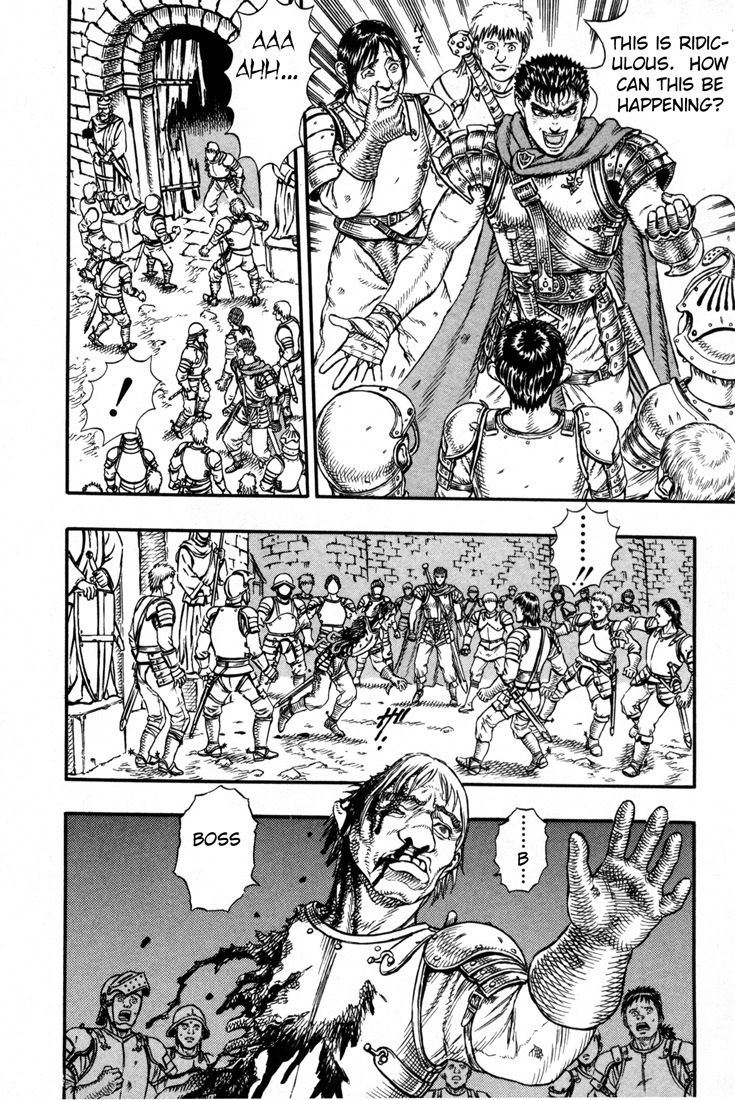 THIS IS RIDIC-
ULOUS. HOW
CAN THIS BE
HAPPENING?
AAA
AHH...
!
.......!!
..... B .....
BOSS